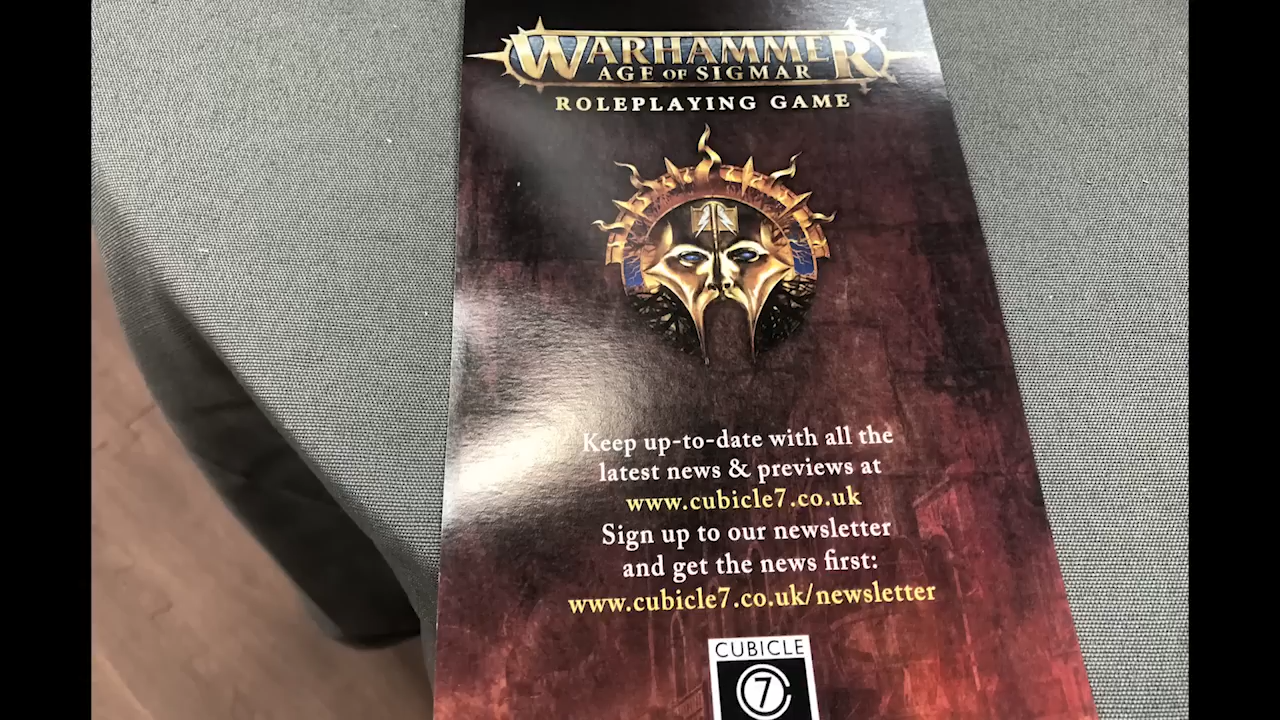 WARHAMMER
AGE OF SIGMAR
ROLEPLAYING GAME
Keep up-to-date with all the
latest news & previews at
www.cubicle7.co.uk
Sign up to our newsletter
and get the news first:
www.cubicle7.co.uk/newsletter
CUBICLE
7